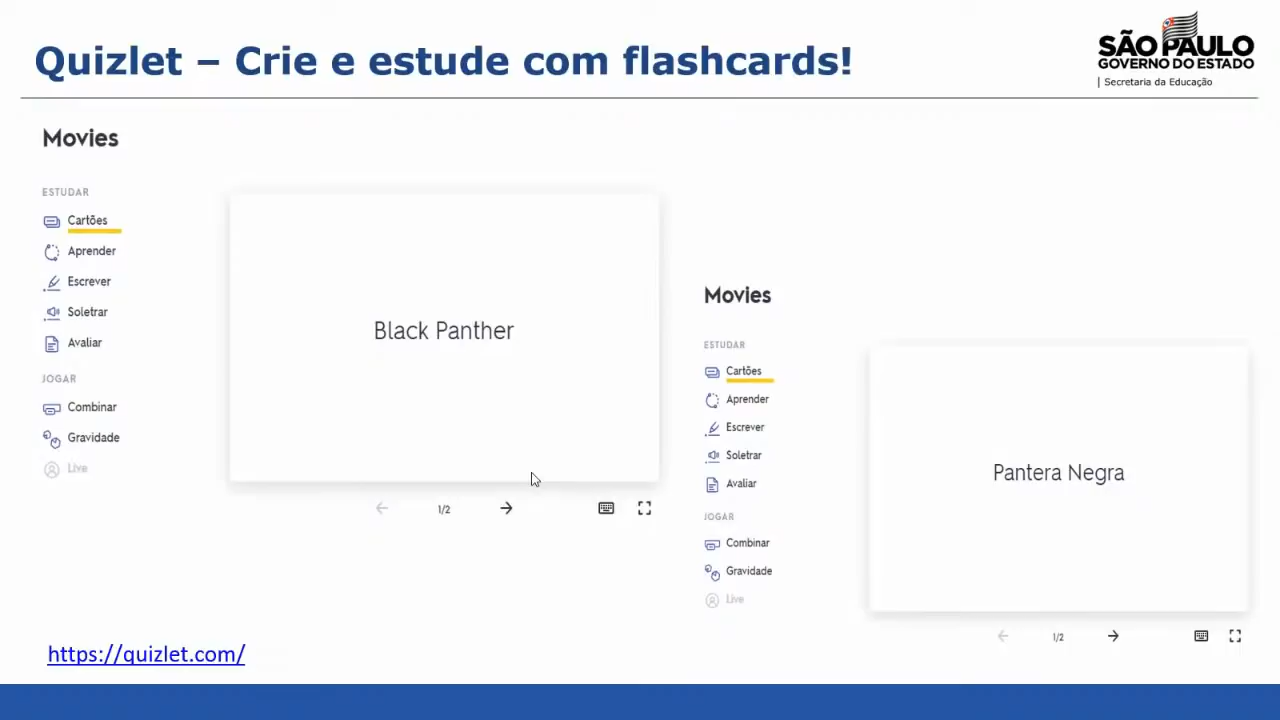 Quizlet – Crie e estude com flashcards!
SÃO PAULO
GOVERNO DO ESTADO
| Secretaria da Educação
Movies
ESTUDAR
Cartões
Aprender
Escrever
Soletrar
Avaliar
JOGAR
Combinar
Gravidade
Live
Black Panther
1/2
Movies
ESTUDAR
Cartões
Aprender
Escrever
Soletrar
Avaliar
JOGAR
Combinar
Gravidade
Live
Pantera Negra
1/2
https://quizlet.com/